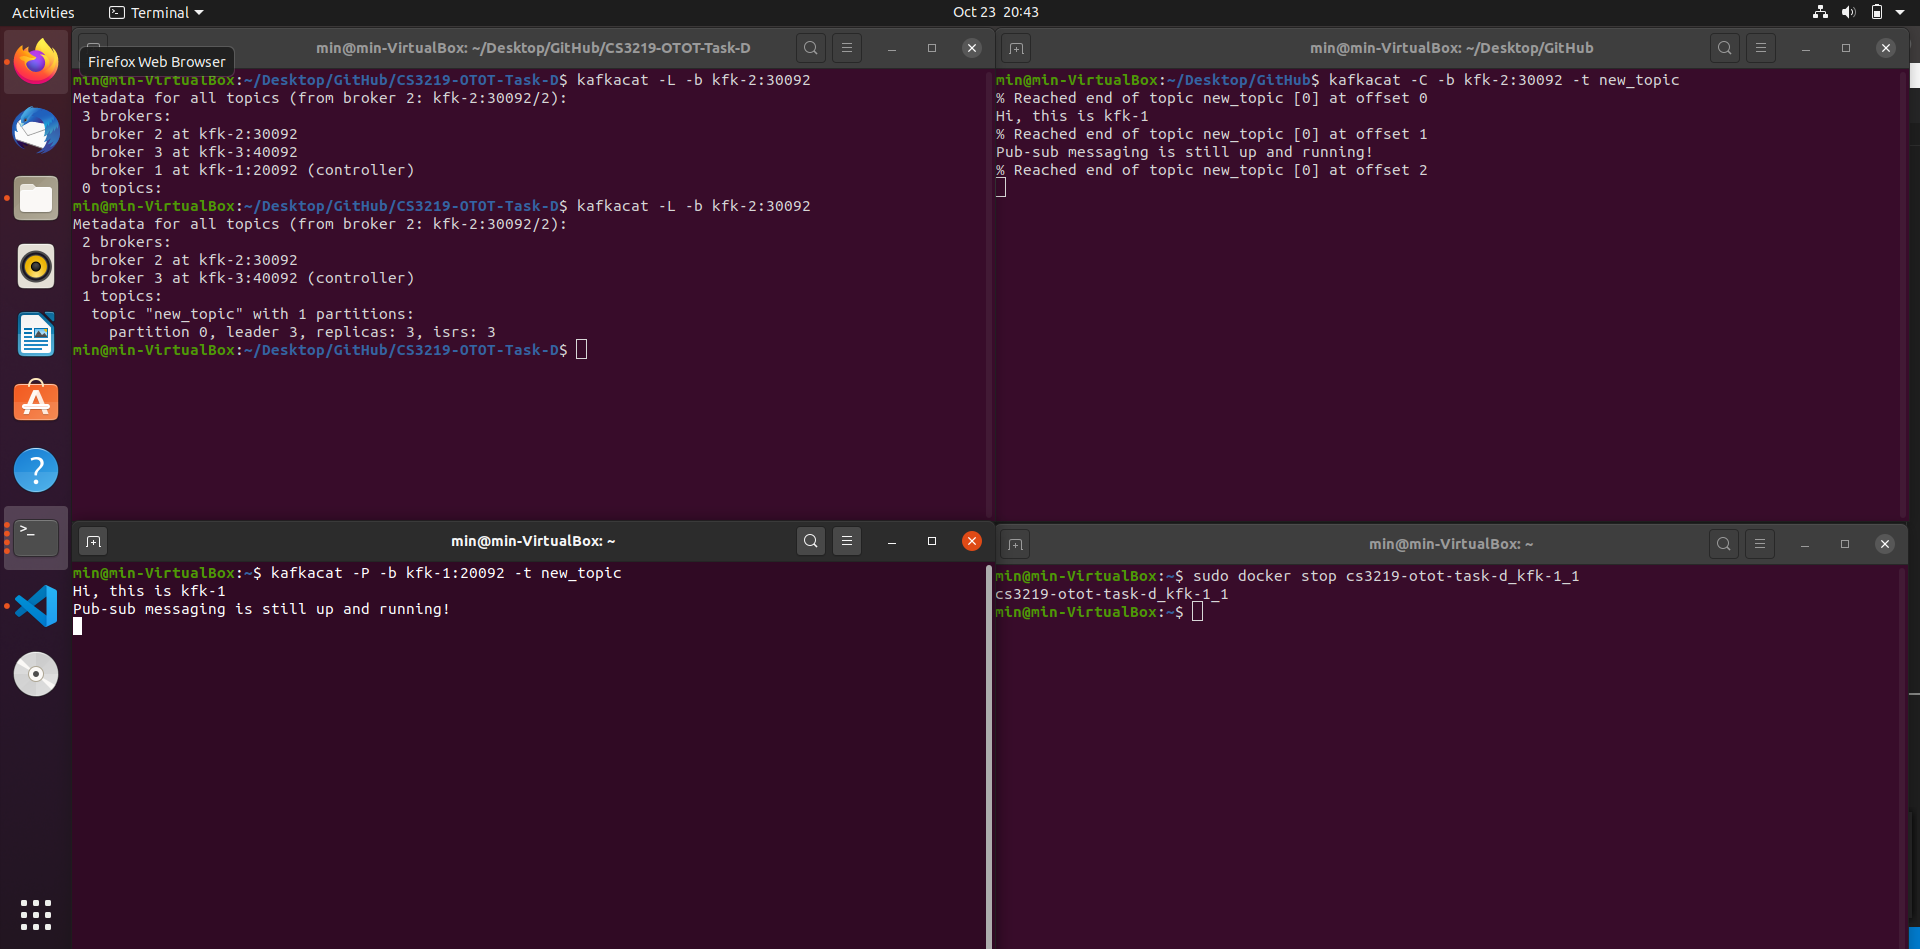 Activities
Terminal
Oct 23 20:43
min@min-VirtualBox: ~/Desktop/GitHub/CS3219-OTOT-Task-D
Firefox Web Browser
min@min-VirtualBox:~/Desktop/GitHub/CS3219-OTOT-Task-D$ kafkacat -L -b kfk-2:30092
Metadata for all topics (from broker 2: kfk-2:30092/2):
3 brokers:
broker 2 at kfk-2:30092
broker 3 at kfk-3:40092
broker 1 at kfk-1:20092 (controller)
0 topics:
min@min-VirtualBox:~/Desktop/GitHub/CS3219-OTOT-Task-D$ kafkacat -L -b kfk-2:30092
Metadata for all topics (from broker 2: kfk-2:30092/2):
2 brokers:
broker 2 at kfk-2:30092
broker 3 at kfk-3:40092 (controller)
1 topics:
topic "new_topic" with 1 partitions:
partition 0, leader 3, replicas: 3, isrs: 3
min@min-VirtualBox:~/Desktop/GitHub/CS3219-OTOT-Task-D$
min@min-VirtualBox: ~/Desktop/GitHub
min@min-VirtualBox:~/Desktop/GitHub$ kafkacat -C -b kfk-2:30092 -t new_topic
% Reached end of topic new_topic [0] at offset 0
Hi, this is kfk-1
% Reached end of topic new_topic [0] at offset 1
Pub-sub messaging is still up and running!
% Reached end of topic new_topic [0] at offset 2
min@min-VirtualBox: ~
min@min-VirtualBox:~$ kafkacat -P -b kfk-1:20092 -t new_topic
Hi, this is kfk-1
Pub-sub messaging is still up and running!
min@min-VirtualBox: ~
min@min-VirtualBox:~$ sudo docker stop cs3219-otot-task-d_kfk-1_1
cs3219-otot-task-d_kfk-1_1
min@min-VirtualBox:~$